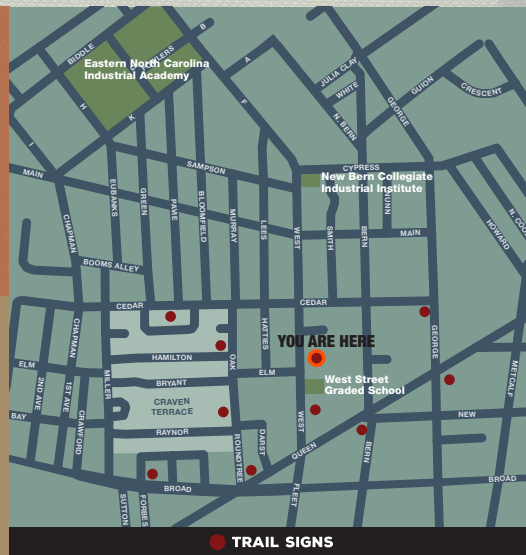 BIDDLE
B
Eastern North Carolina
Industrial Academy
A
JULIA CLAY
WHITE
GUION
CRESCENT
H
K
F
N. BERN
GEORGE
I
MAIN
SAMPSON
CYPRESS
New Bern Collegiate
Industrial Institute
EUBANKS
GREEN
PAVIE
BLOOMFIELD
MURRAY
LEES
WEST
SMITH
BERN
NUNN
MAIN
HOWARD
CHAPMAN
BOOMS ALLEY
CEDAR
CEDAR
CHAPMAN
HATTIES
YOU ARE HERE
GEORGE
HAMILTON
OAK
ELM
ELM
METCALF
MILLER
BRYANT
West Street
Graded School
2ND AVE
1ST AVE
CRAWFORD
CRAVEN
TERRACE
BAY
WEST
NEW
RAYNOR
ROUNDTREE
DARST
QUEEN
BERN
BROAD
BROAD
SUTTON
FORBES
FLEET
TRAIL SIGNS